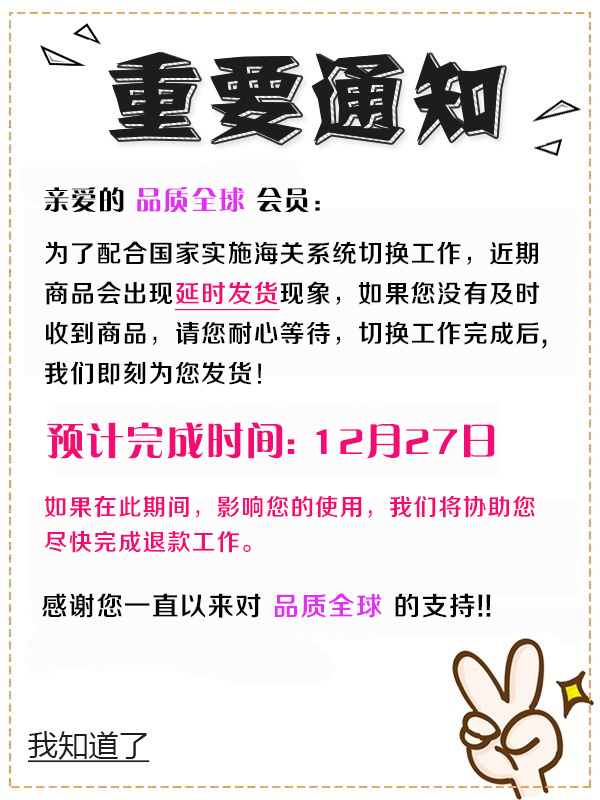 重要通知
亲爱的 品质全球 会员：
为了配合国家实施海关系统切换工作，近期
商品会出现延时发货现象，如果您没有及时
收到商品，请您耐心等待，切换工作完成后，
我们即刻为您发货！
预计完成时间：12月27日
如果在此期间，影响您的使用，我们将协助您
尽快完成退款工作。
感谢您一直以来对 品质全球 的支持!!
我知道了